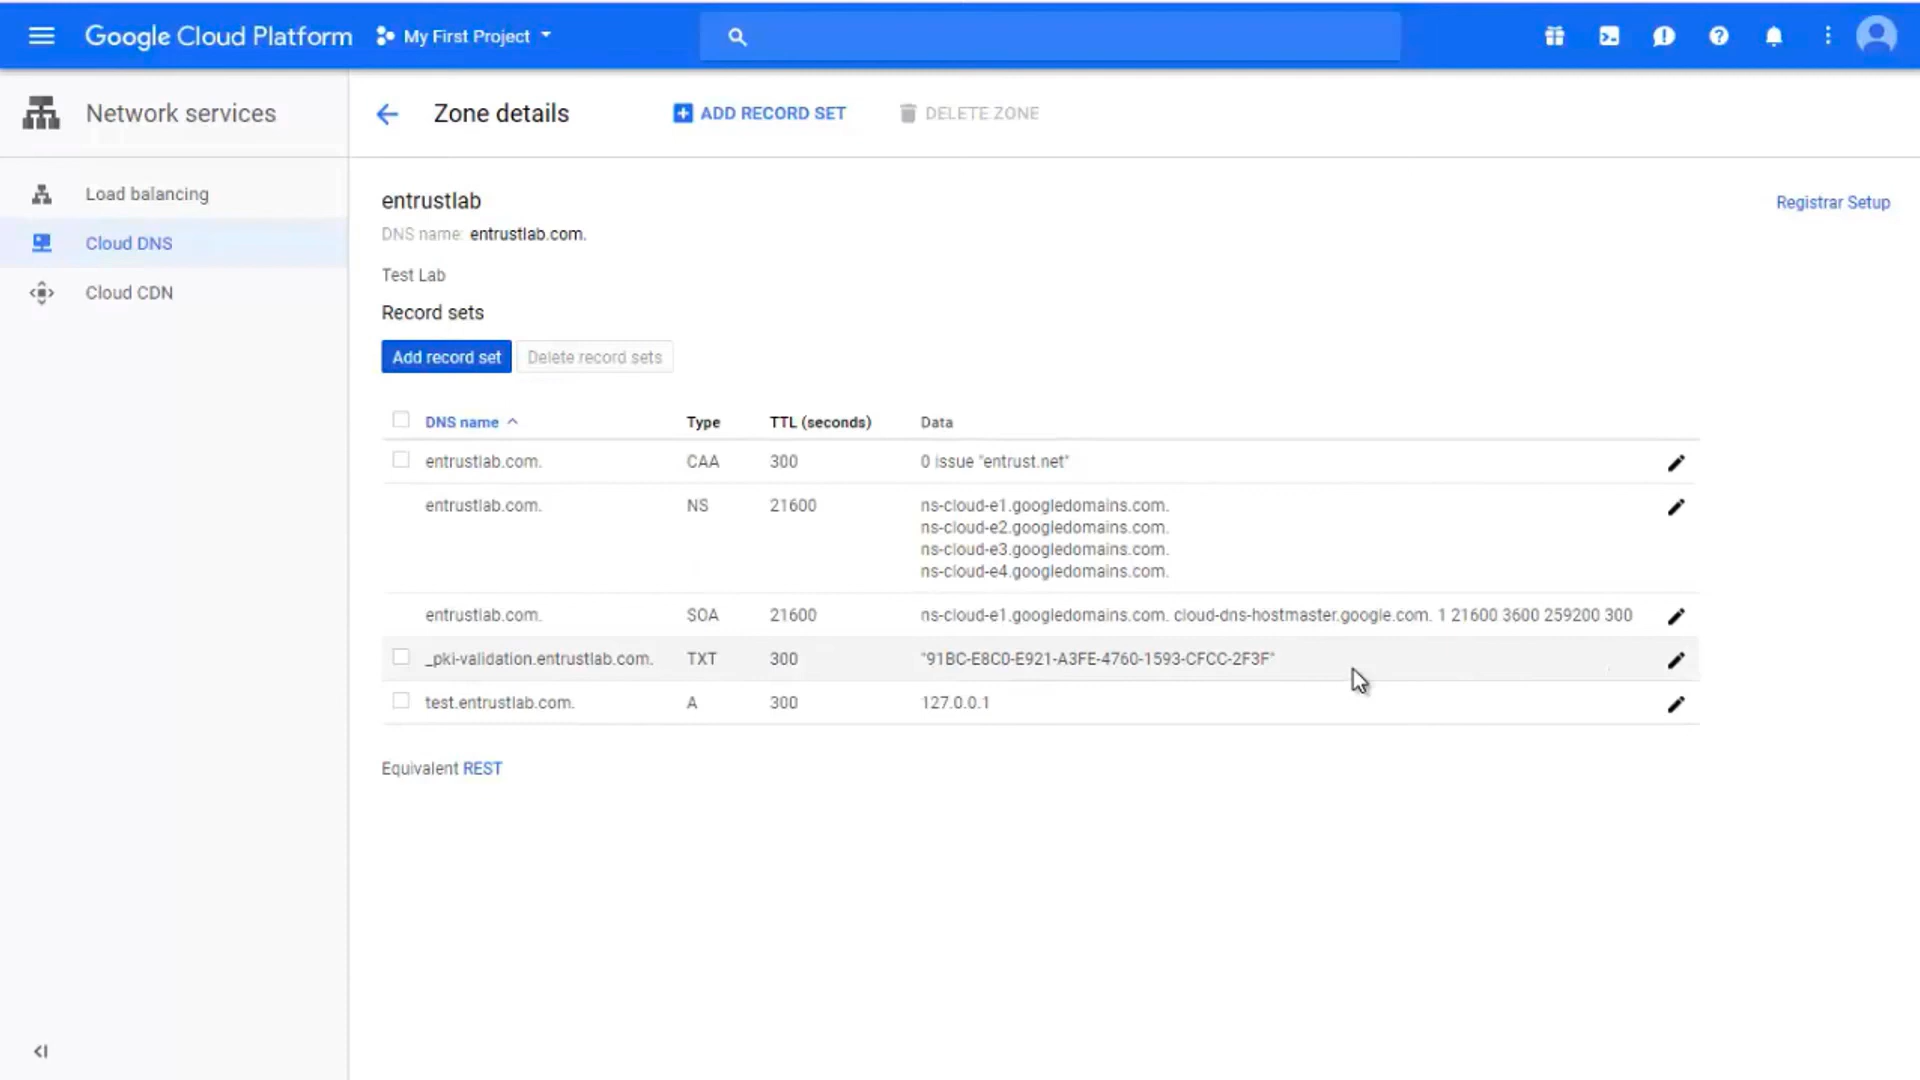 Google Cloud Platform My First Project
Network services
Zone details ADD RECORD SET DELETE ZONE
Load balancing
Cloud DNS
Cloud CDN
entrustlab
Registrar Setup
DNS name: entrustlab.com.
Test Lab
Record sets
Add record set Delete record sets
DNS name Type TTL (seconds) Data
entrustlab.com. CAA 300 0 issue "entrust.net"
entrustlab.com. NS 21600 ns-cloud-e1.googledomains.com.
ns-cloud-e2.googledomains.com.
ns-cloud-e3.googledomains.com.
ns-cloud-e4.googledomains.com.
entrustlab.com. SOA 21600 ns-cloud-e1.googledomains.com. cloud-dns-hostmaster.google.com. 1 21600 3600 259200 300
_pki-validation.entrustlab.com. TXT 300 "91BC-E8C0-E921-A3FE-4760-1593-CFCC-2F3F"
test.entrustlab.com. A 300 127.0.0.1
Equivalent REST